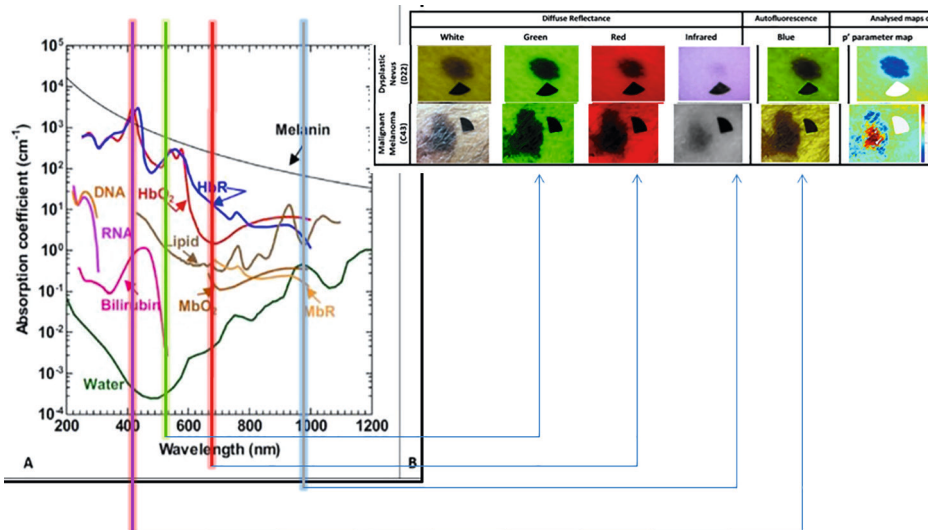 Diffuse Reflectance
Autofluorescence
Analysed maps o
White
Green
Red
Infrared
Blue
p' parameter map
Dysplastic
Nevus
(D22)
Malignant
Melanoma
(C43)
Absorption coefficient (cm⁻¹)
10⁵
10⁴
10³
10²
10¹
10⁰
10⁻¹
10⁻²
10⁻³
10⁻⁴
Melanin
DNA
HbO₂
HbR
RNA
Lipid
Bilirubin
MbO₂
MbR
Water
200 400 600 800 1000 1200
Wavelength (nm)
A
B